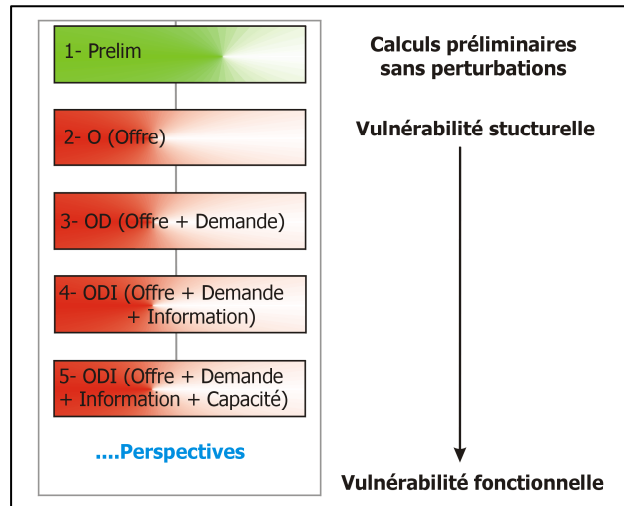 1- Prelim
Calculs préliminaires
sans perturbations
2- O (Offre)
Vulnérabilité stucturelle
3- OD (Offre + Demande)
4- ODI (Offre + Demande
+ Information)
5- ODI (Offre + Demande
+ Information + Capacité)
....Perspectives
Vulnérabilité fonctionnelle